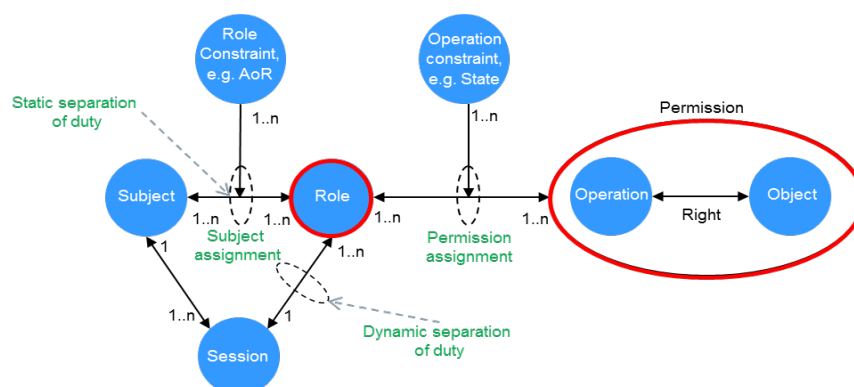 Role
Constraint,
e.g. AoR
Operation
constraint,
e.g. State
Static separation
of duty
1..n
1..n
Permission
Subject
Role
Operation
Object
Right
1..n
1..n
1..n
1..n
Subject
assignment
Permission
assignment
1
1..n
1..n
1
Dynamic separation
of duty
Session